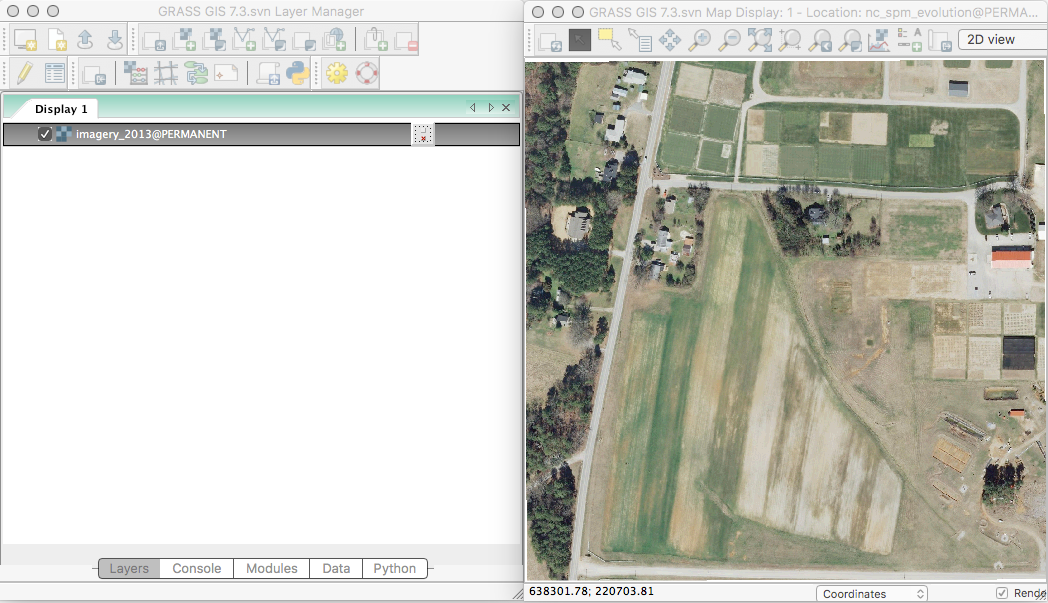 GRASS GIS 7.3.svn Layer Manager
GRASS GIS 7.3.svn Map Display: 1 - Location: nc_spm_evolution@PERMA...
2D view
Display 1
imagery_2013@PERMANENT
Layers Console Modules Data Python
638301.78; 220703.81
Coordinates
Rende